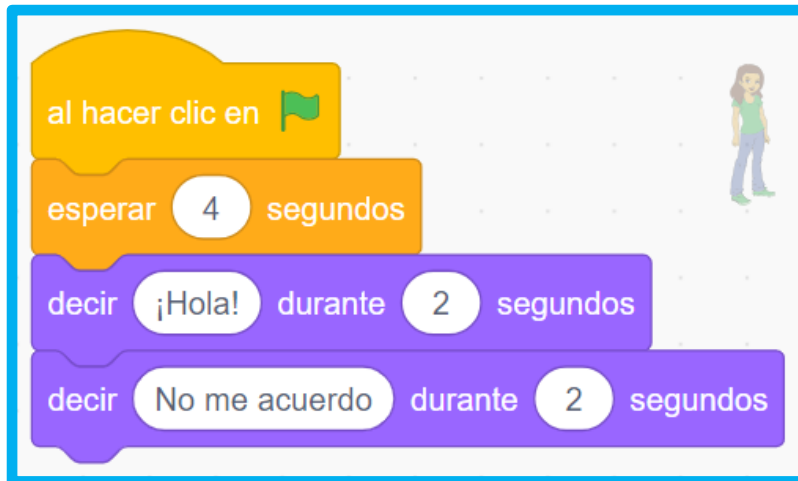 al hacer clic en
esperar 4 segundos
decir ¡Hola! durante 2 segundos
decir No me acuerdo durante 2 segundos